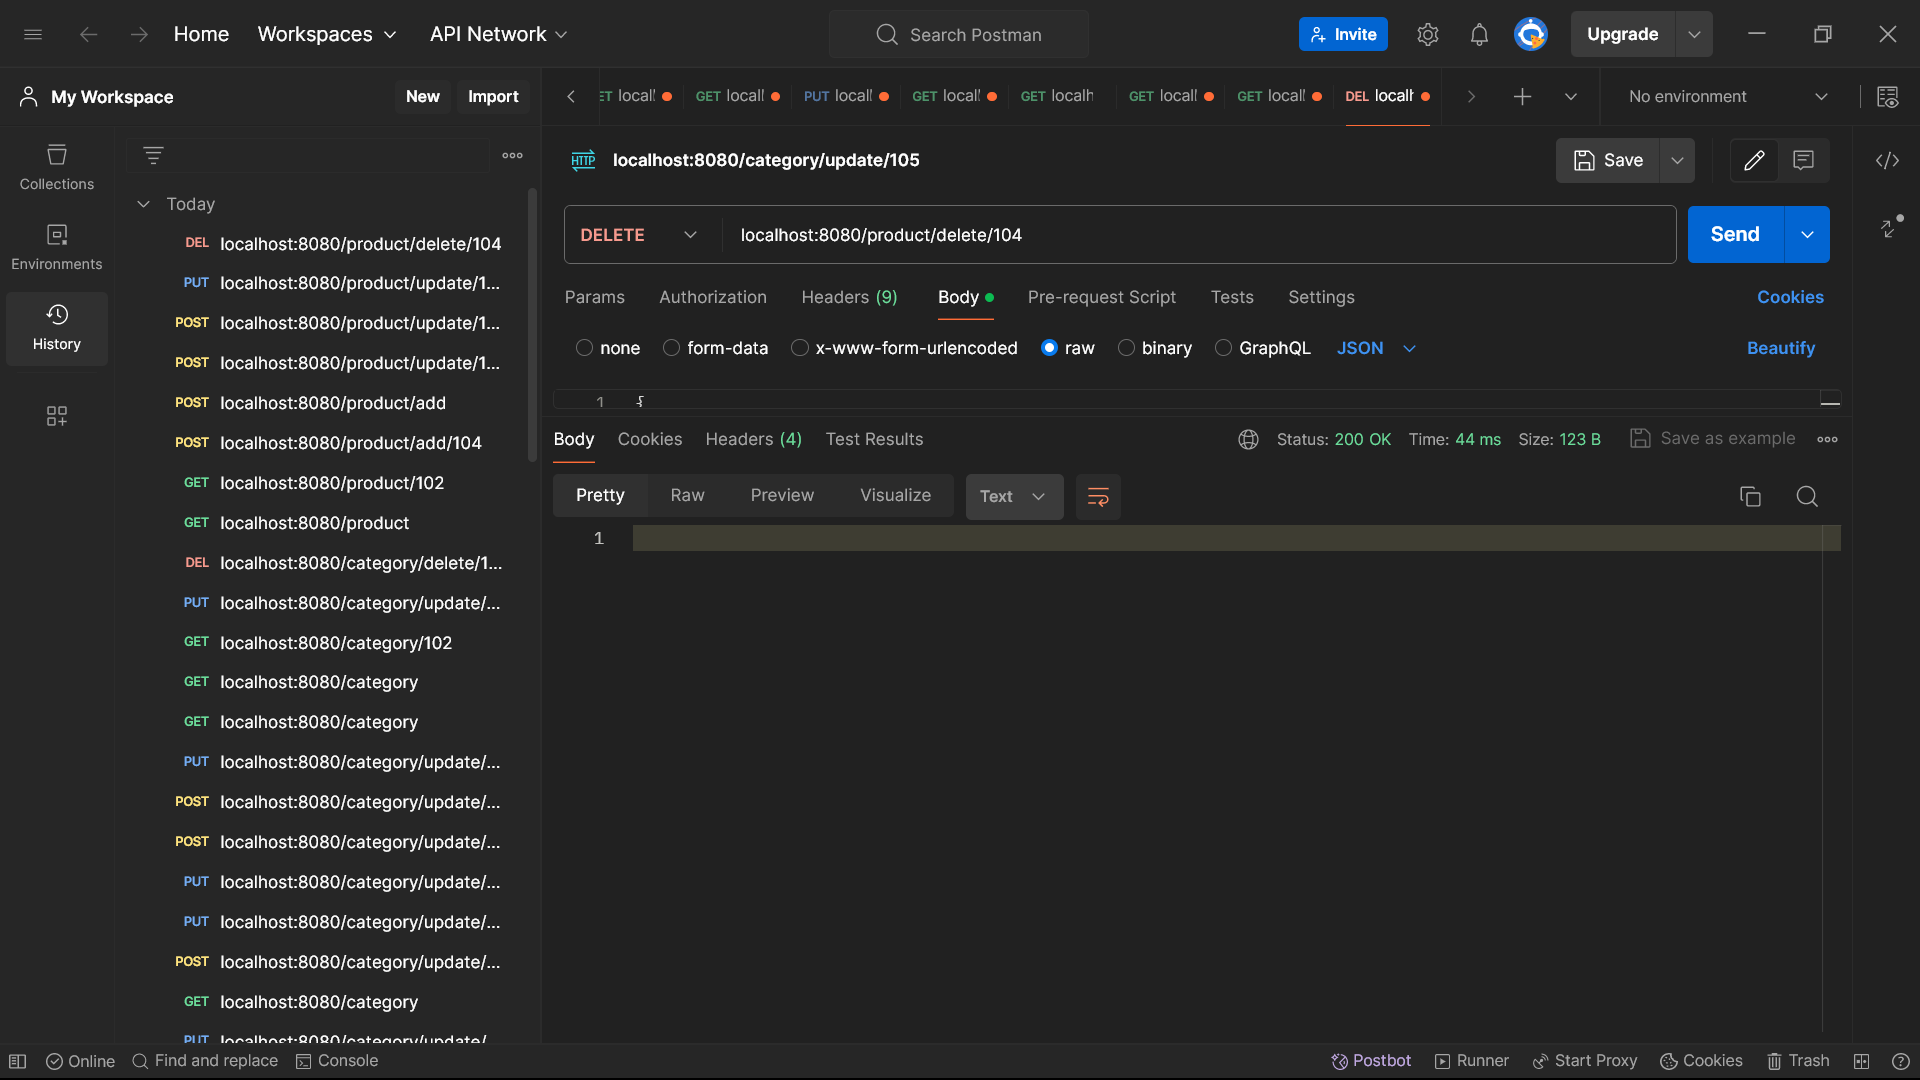 Home Workspaces API Network Search Postman Invite Upgrade
My Workspace New Import
ET locall GET locall PUT locall GET locall GET localh GET locall GET locall DEL localh No environment
Collections
Environments
History
Today
DEL localhost:8080/product/delete/104
PUT localhost:8080/product/update/1...
POST localhost:8080/product/update/1...
POST localhost:8080/product/update/1...
POST localhost:8080/product/add
POST localhost:8080/product/add/104
GET localhost:8080/product/102
GET localhost:8080/product
DEL localhost:8080/category/delete/1...
PUT localhost:8080/category/update/...
GET localhost:8080/category/102
GET localhost:8080/category
GET localhost:8080/category
PUT localhost:8080/category/update/...
POST localhost:8080/category/update/...
POST localhost:8080/category/update/...
PUT localhost:8080/category/update/...
PUT localhost:8080/category/update/...
POST localhost:8080/category/update/...
GET localhost:8080/category
PUT localhost:8080/category/update/
HTTP localhost:8080/category/update/105 Save
DELETE localhost:8080/product/delete/104 Send
Params Authorization Headers (9) Body Pre-request Script Tests Settings Cookies
none form-data x-www-form-urlencoded raw binary GraphQL JSON Beautify
1 {
Body Cookies Headers (4) Test Results Status: 200 OK Time: 44 ms Size: 123 B Save as example
Pretty Raw Preview Visualize Text
1
Online Find and replace Console Postbot Runner Start Proxy Cookies Trash